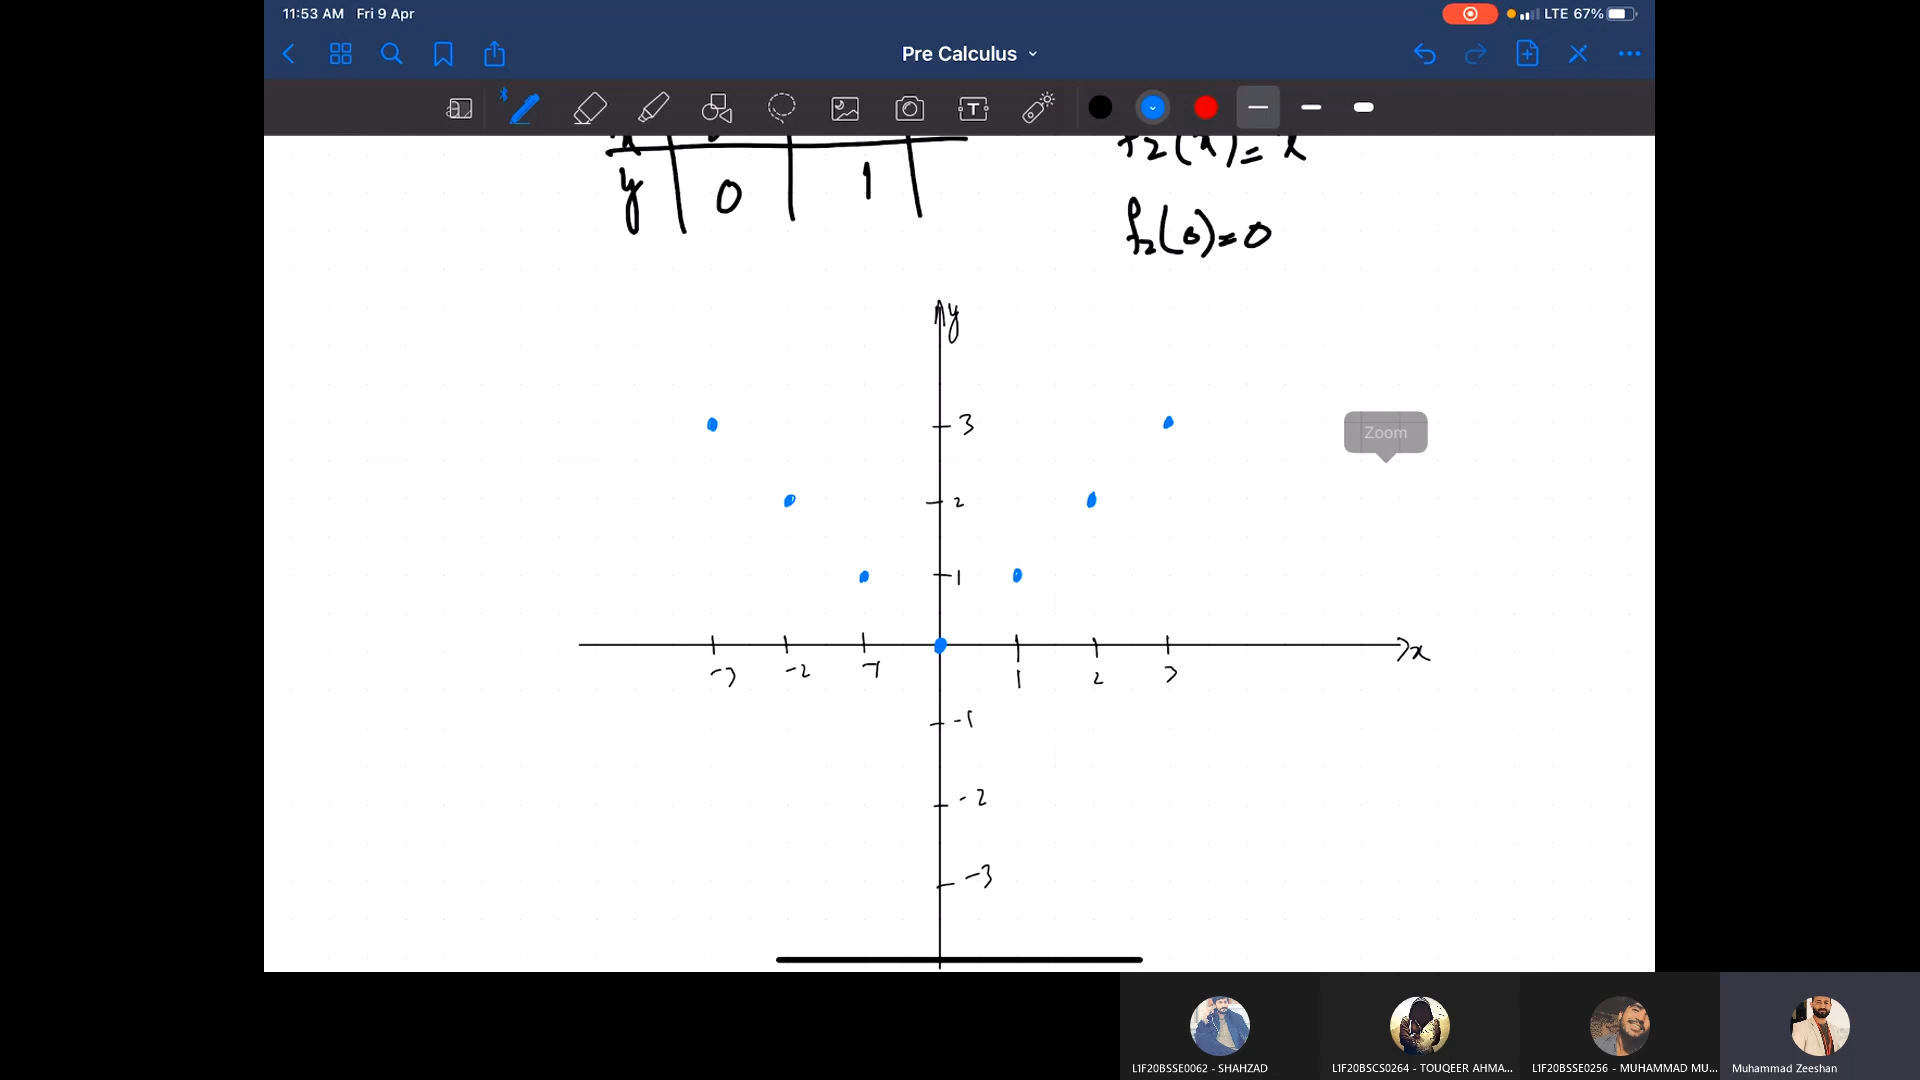 11:53 AM Fri 9 Apr
LTE 67%
Pre Calculus
T
x
f2(x)= x
y 0 1
f2(0)=0
y
3
Zoom
2
1
x
-3 -2 -1 1 2 3
-1
-2
-3
L1F20BSSE0062 - SHAHZAD
L1F20BSCS0264 - TOUQEER AHMA...
L1F20BSSE0256 - MUHAMMAD MU...
Muhammad Zeeshan